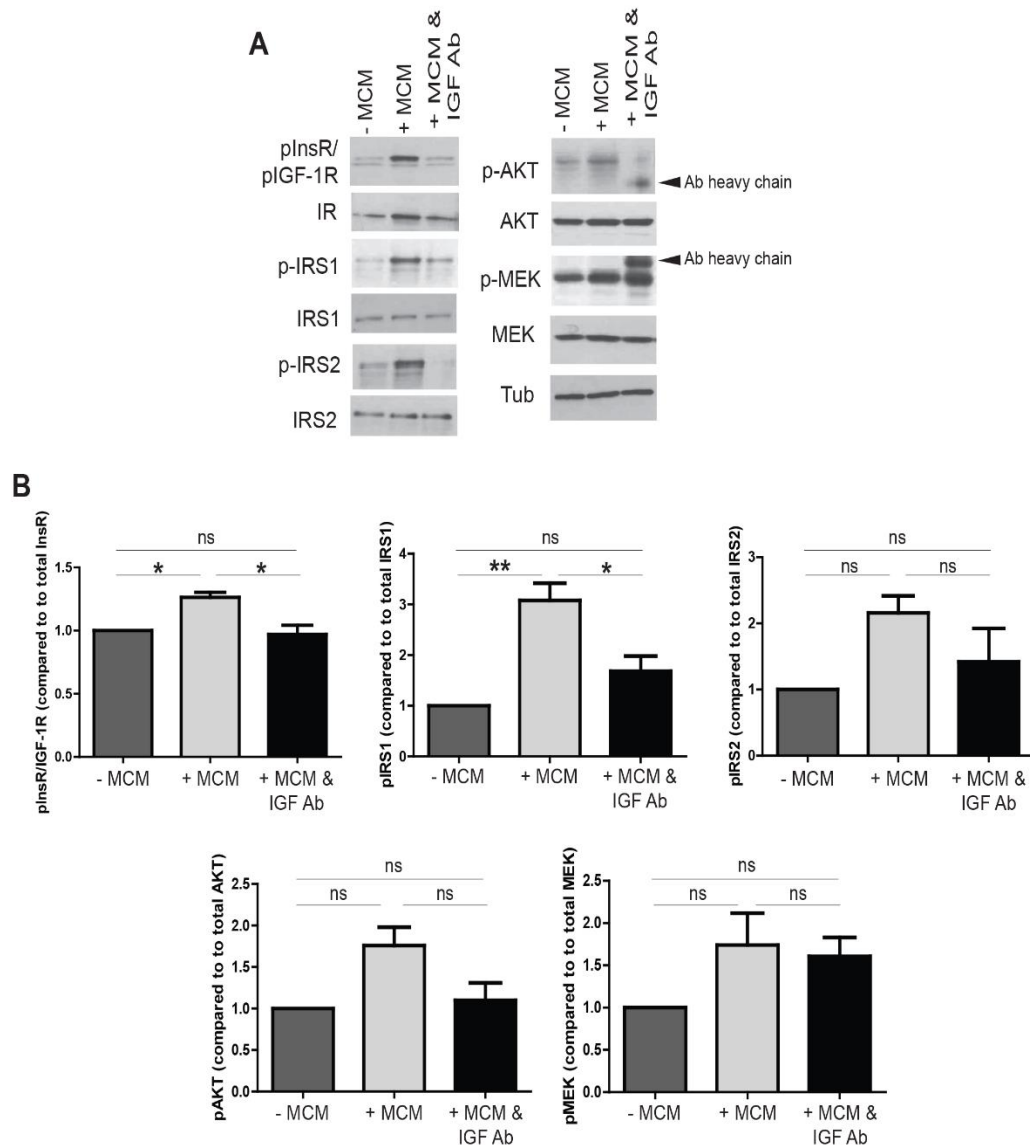 A
- MCM
+ MCM
+ MCM &
IGF Ab
pInsR/
pIGF-1R
IR
p-IRS1
IRS1
p-IRS2
IRS2
- MCM
+ MCM
+ MCM &
IGF Ab
p-AKT
Ab heavy chain
AKT
Ab heavy chain
p-MEK
MEK
Tub
B
pInsR/IGF-1R (compared to to total InsR)
1.5
1.0
0.5
0.0
ns
*
*
- MCM
+ MCM
+ MCM &
IGF Ab
pIRS1 (compared to to total IRS1)
4
3
2
1
0
ns
**
*
- MCM
+ MCM
+ MCM &
IGF Ab
pIRS2 (compared to to total IRS2)
3
2
1
0
ns
ns
ns
- MCM
+ MCM
+ MCM &
IGF Ab
pAKT (compared to to total AKT)
2.5
2.0
1.5
1.0
0.5
0.0
ns
ns
ns
- MCM
+ MCM
+ MCM &
IGF Ab
pMEK (compared to to total MEK)
2.5
2.0
1.5
1.0
0.5
0.0
ns
ns
ns
- MCM
+ MCM
+ MCM &
IGF Ab